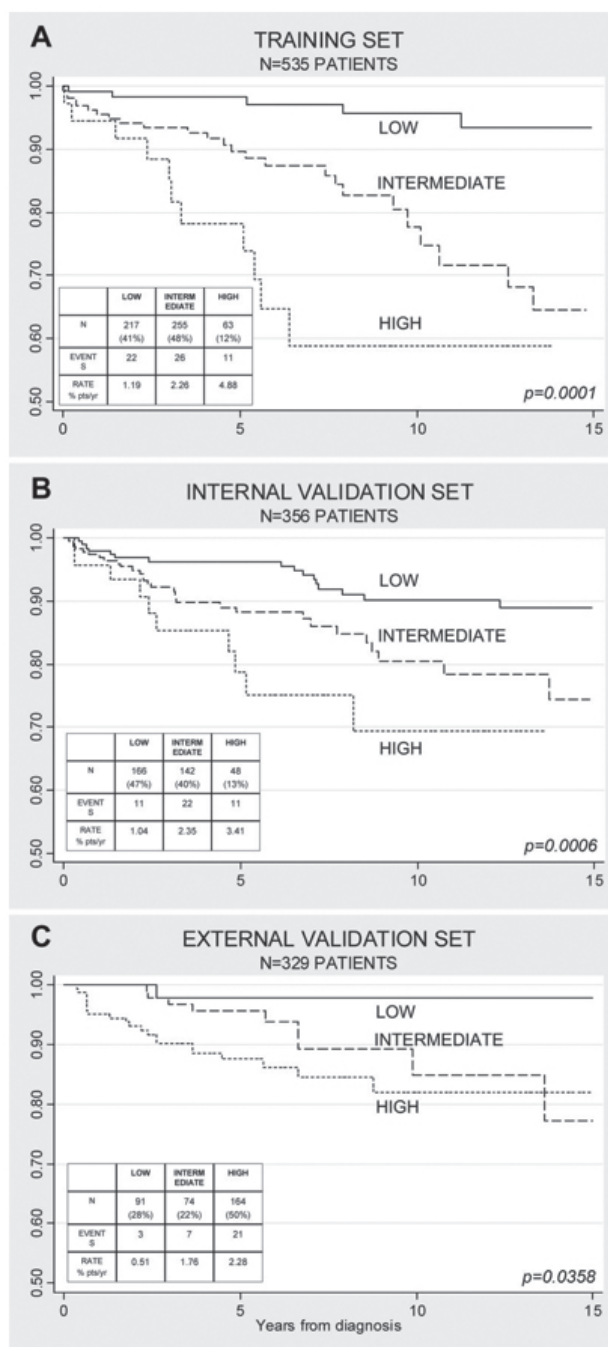 A
TRAINING SET
N=535 PATIENTS
1.00
0.90
0.80
0.70
0.60
0.50
LOW
INTERMEDIATE
HIGH
LOW INTERM EDIATE HIGH
N 217 (41%) 255 (48%) 63 (12%)
EVENT S 22 26 11
RATE % pts/yr 1.19 2.26 4.88
p=0.0001
0 5 10 15
B
INTERNAL VALIDATION SET
N=356 PATIENTS
1.00
0.90
0.80
0.70
0.60
0.50
LOW
INTERMEDIATE
HIGH
LOW INTERM EDIATE HIGH
N 166 (47%) 142 (40%) 48 (13%)
EVENT S 11 22 11
RATE % pts/yr 1.04 2.35 3.41
p=0.0006
0 5 10 15
C
EXTERNAL VALIDATION SET
N=329 PATIENTS
1.00
0.90
0.80
0.70
0.60
0.50
LOW
INTERMEDIATE
HIGH
LOW INTERM EDIATE HIGH
N 91 (28%) 74 (22%) 164 (50%)
EVENT S 3 7 21
RATE % pts/yr 0.51 1.76 2.28
p=0.0358
0 5 10 15
Years from diagnosis